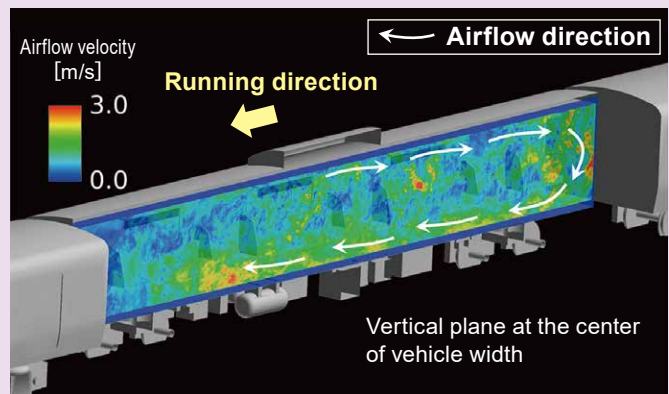 Airflow velocity
[m/s]
3.0
0.0
Running direction
Airflow direction
Vertical plane at the center
of vehicle width